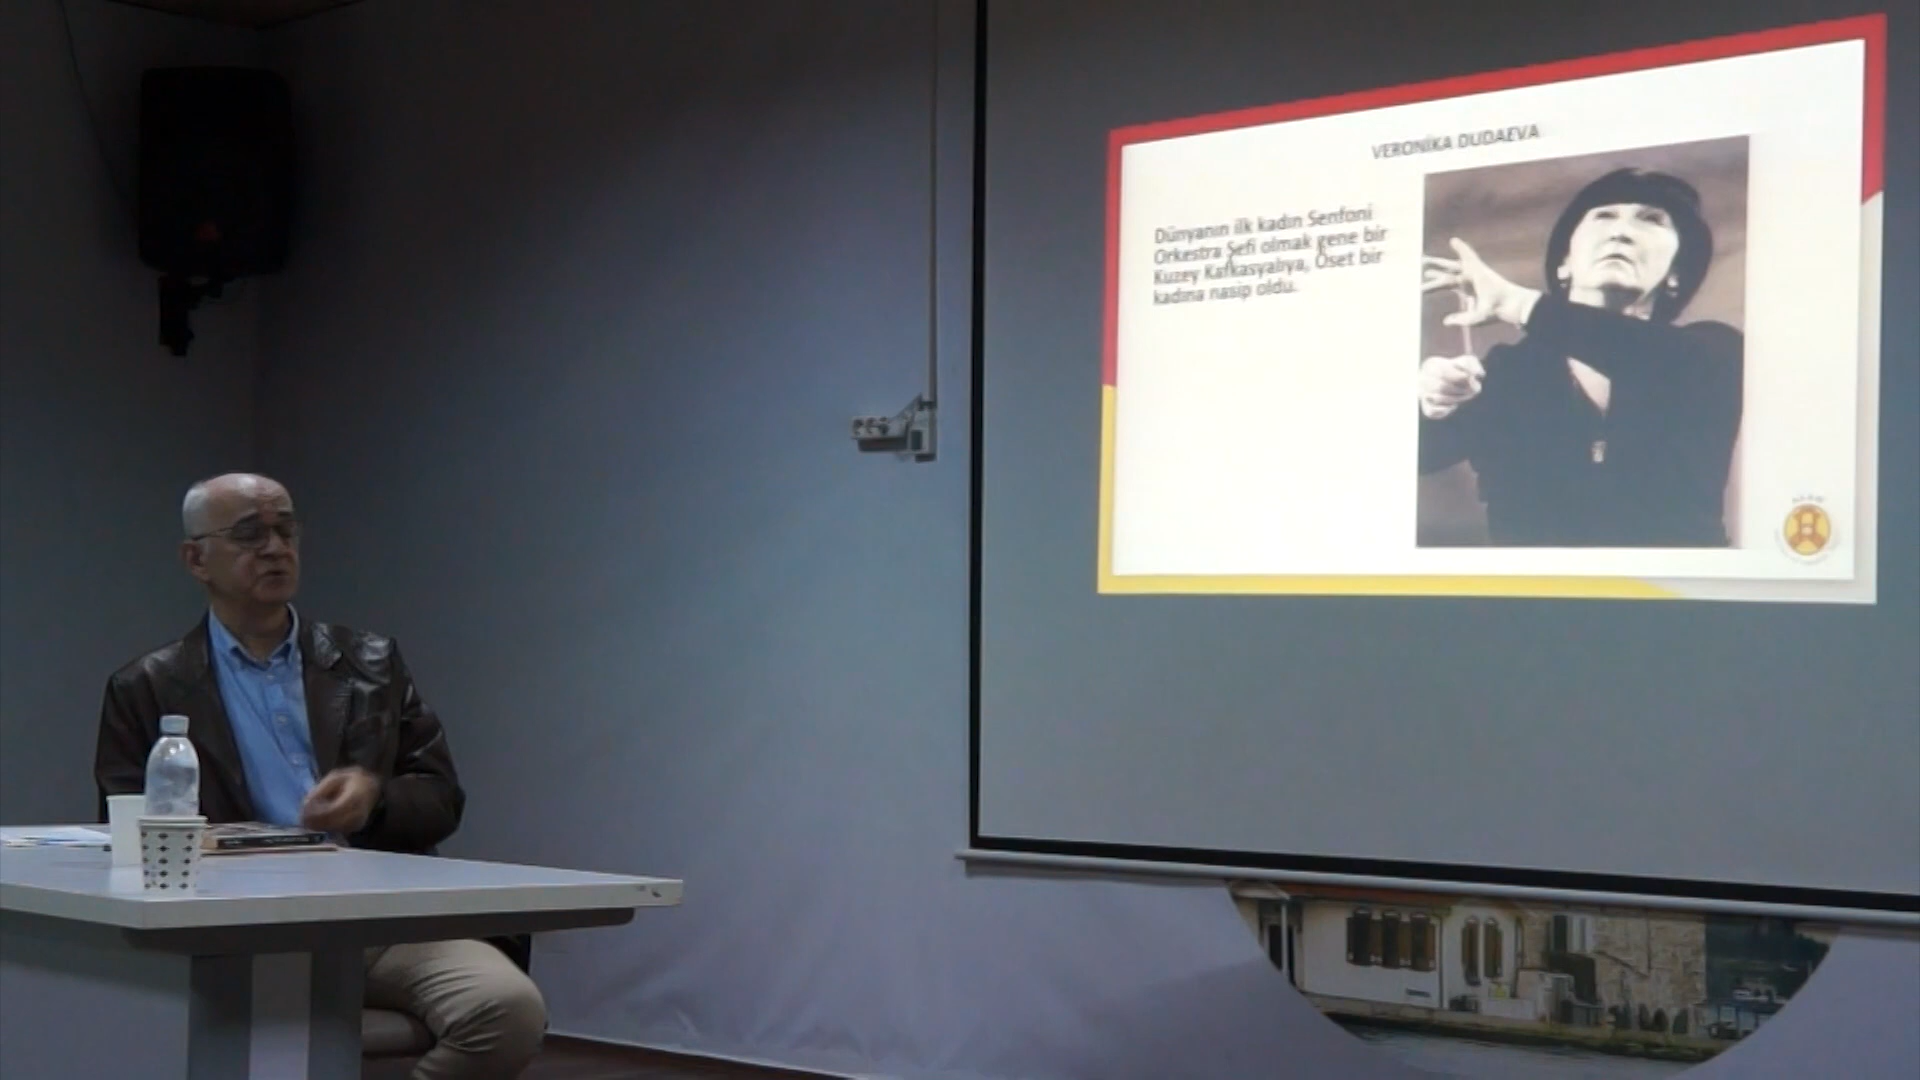 VERONİKA DUDAEVA
Dünyanın ilk kadın Senfoni
Orkestra Şefi olmak gene bir
Kuzey Kafkasyalıya, Oset bir
kadına nasip oldu.